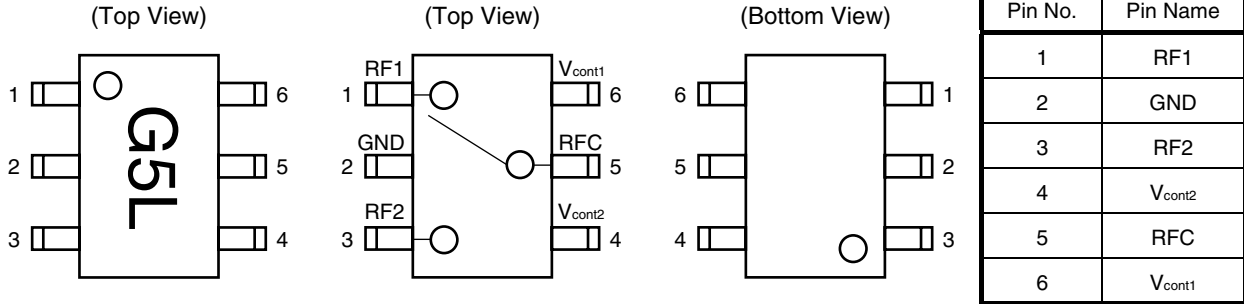 (Top View)
1
2
3
G5L
6
5
4
(Top View)
RF1
1
GND
2
RF2
3
Vcont1
6
RFC
5
Vcont2
4
(Bottom View)
6
5
4
1
2
3
Pin No. Pin Name
1 RF1
2 GND
3 RF2
4 Vcont2
5 RFC
6 Vcont1